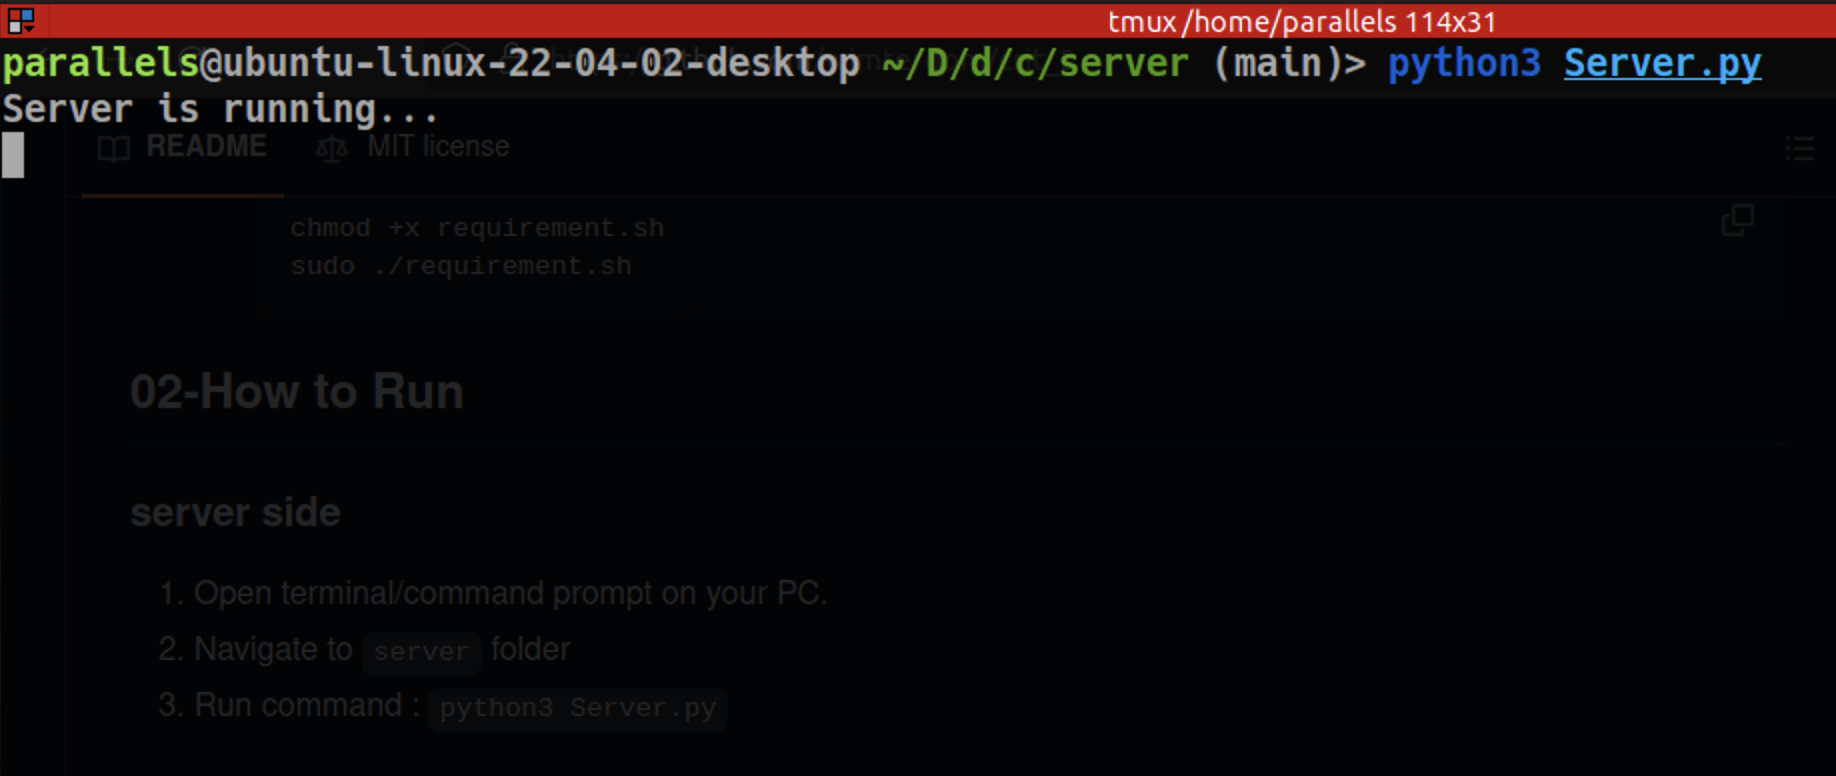 tmux /home/parallels 114x31
parallels@ubuntu-linux-22-04-02-desktop ~/D/d/c/server (main)> python3 Server.py
Server is running...
README MIT license
chmod +x requirement.sh
sudo ./requirement.sh
02-How to Run
server side
1. Open terminal/command prompt on your PC.
2. Navigate to server folder
3. Run command : python3 Server.py